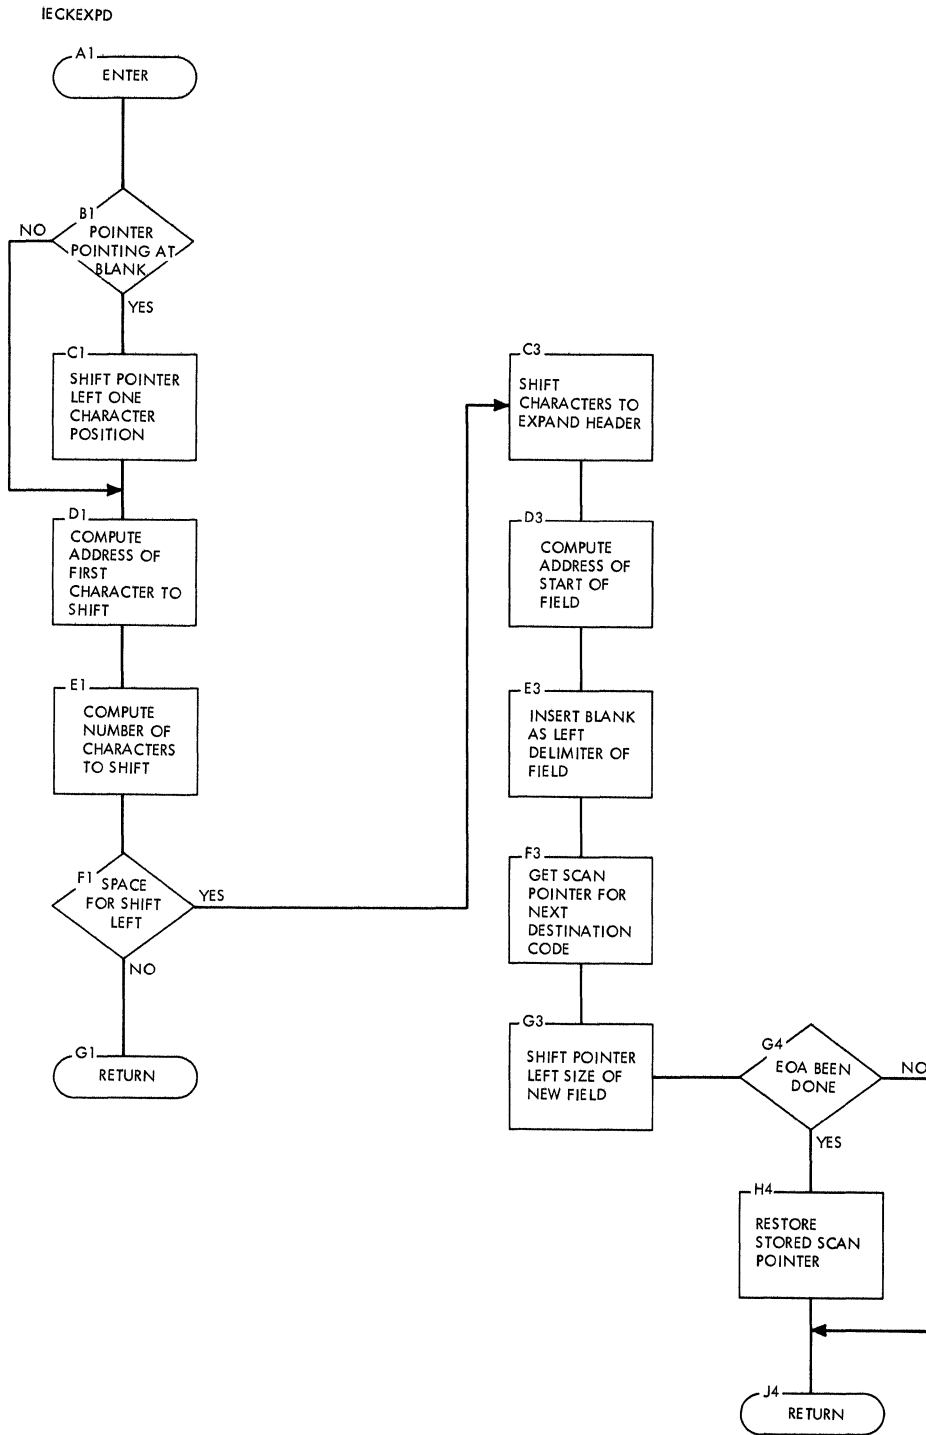 IECKEXPD
A1
ENTER
B1
POINTER
POINTING AT
BLANK
NO
YES
C1
SHIFT POINTER
LEFT ONE
CHARACTER
POSITION
D1
COMPUTE
ADDRESS OF
FIRST
CHARACTER TO
SHIFT
E1
COMPUTE
NUMBER OF
CHARACTERS
TO SHIFT
F1
SPACE
FOR SHIFT
LEFT
YES
NO
G1
RETURN
C3
SHIFT
CHARACTERS TO
EXPAND HEADER
D3
COMPUTE
ADDRESS OF
START OF
FIELD
E3
INSERT BLANK
AS LEFT
DELIMITER OF
FIELD
F3
GET SCAN
POINTER FOR
NEXT
DESTINATION
CODE
G3
SHIFT POINTER
LEFT SIZE OF
NEW FIELD
G4
EOA BEEN
DONE
NO
YES
H4
RESTORE
STORED SCAN
POINTER
J4
RETURN